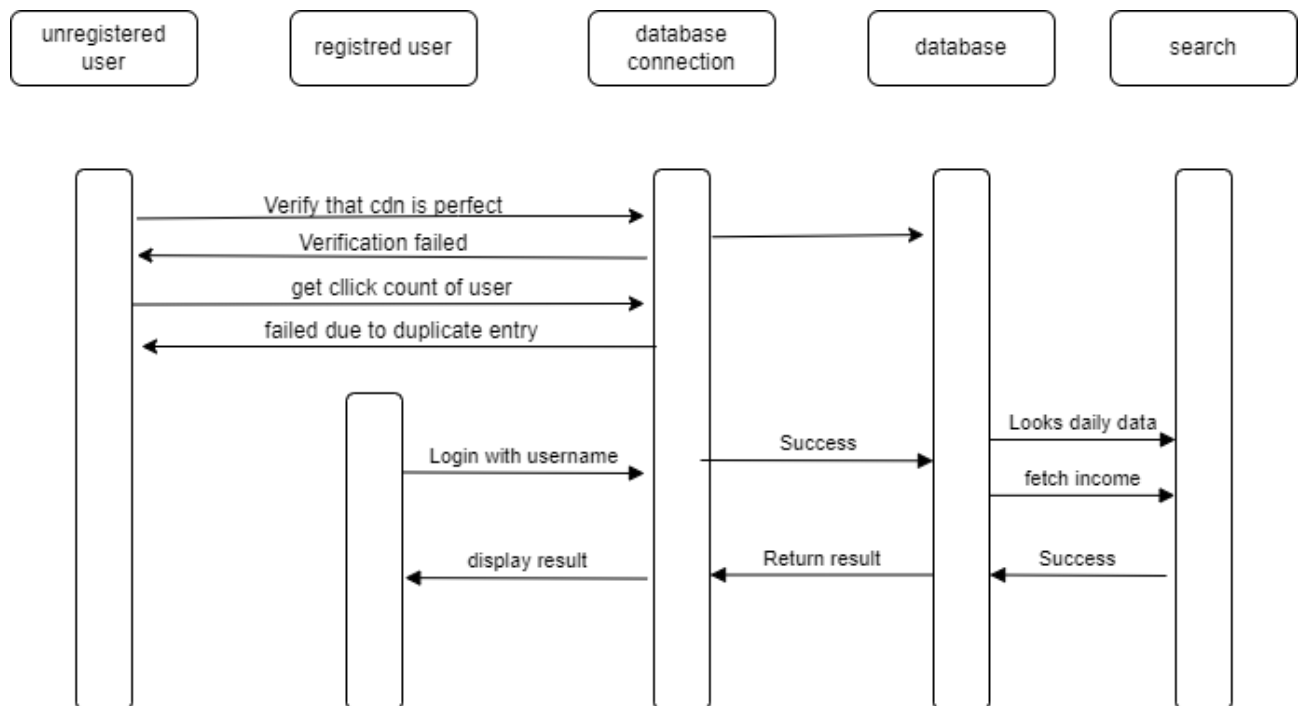 unregistered
user
registred user
database
connection
database
search
Verify that cdn is perfect
Verification failed
get cllick count of user
failed due to duplicate entry
Looks daily data
Success
Login with username
fetch income
display result
Return result
Success